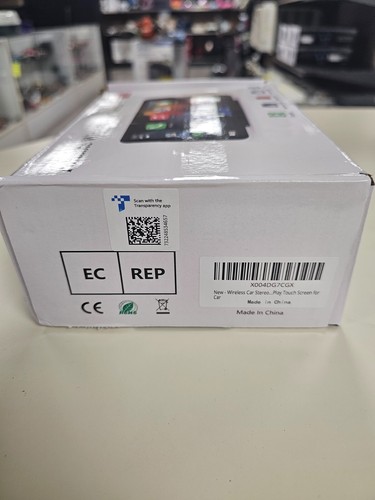 Scan with the
Transparency app
EC REP
CE
X004DG7CGX
New - Wireless Car Stereo...Play Touch Screen for
Car
Made in China
Made In China